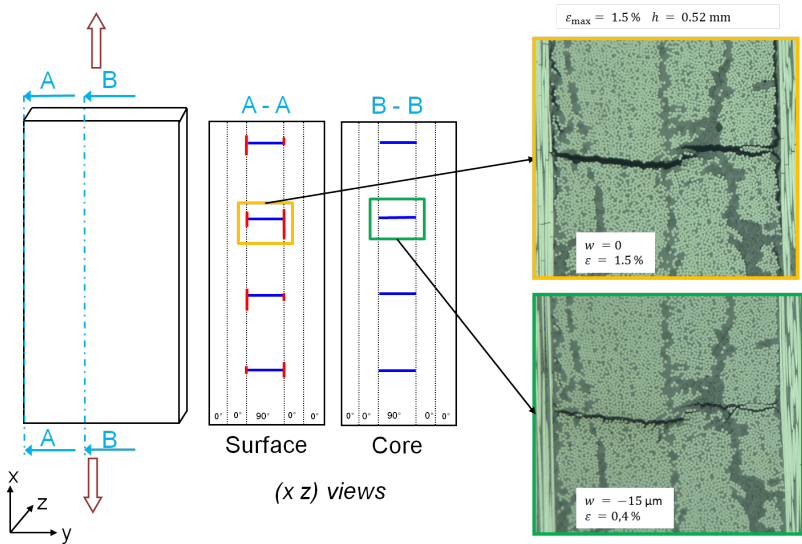 ε_max = 1.5 % h = 0.52 mm
A B
A - A B - B
w = 0
ε = 1.5 %
0° 0° 90° 0° 0°
0° 0° 90° 0° 0°
A B
Surface Core
(x z) views
w = −15 μm
ε = 0,4 %
x
z
y